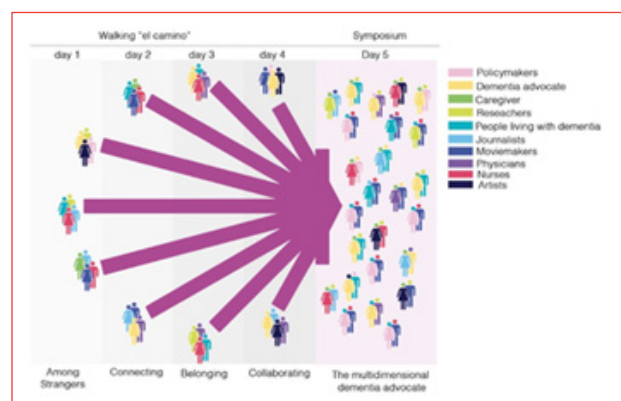 Walking "el camino"
Symposium
day 1
day 2
day 3
day 4
Day 5
Policymakers
Dementia advocate
Caregiver
Reseachers
People living with dementia
Journalists
Moviemakers
Physicians
Nurses
Artists
Among
Strangers
Connecting
Belonging
Collaborating
The multidimensional
dementia advocate